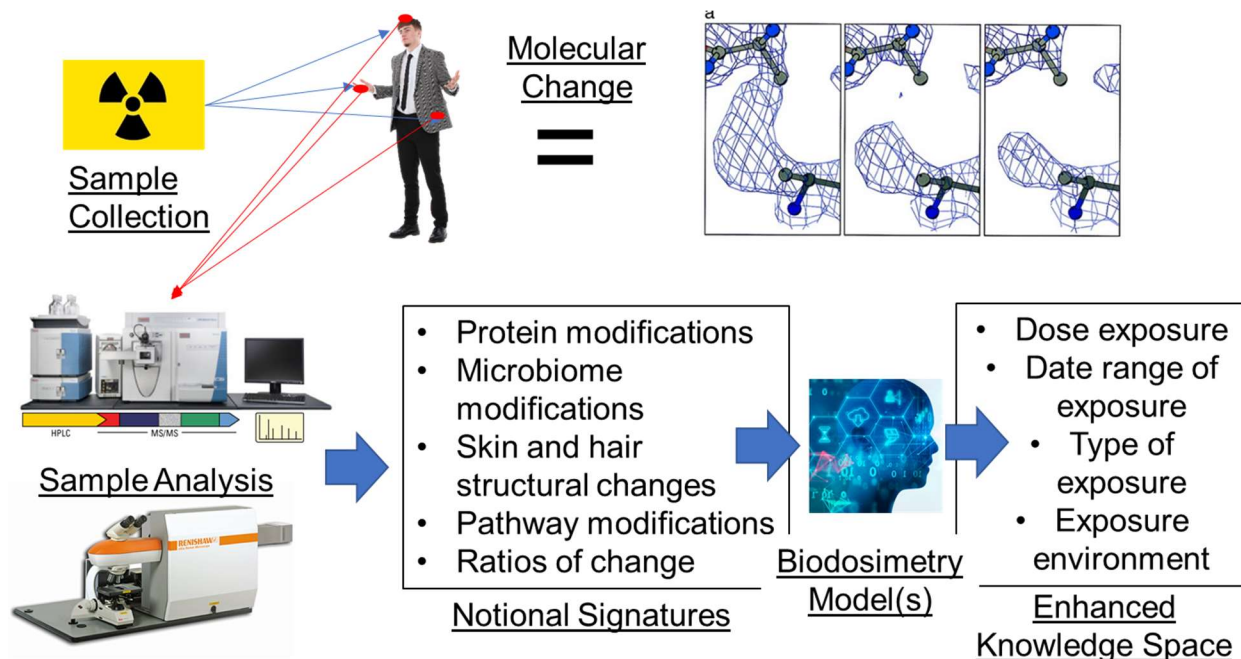 Sample
Collection
Molecular
Change
a
HPLC
MS/MS
Sample Analysis
RENISHAW
• Protein modifications
• Microbiome
modifications
• Skin and hair
structural changes
• Pathway modifications
• Ratios of change
Notional Signatures
Biodosimetry
Model(s)
• Dose exposure
• Date range of
exposure
• Type of
exposure
• Exposure
environment
Enhanced
Knowledge Space